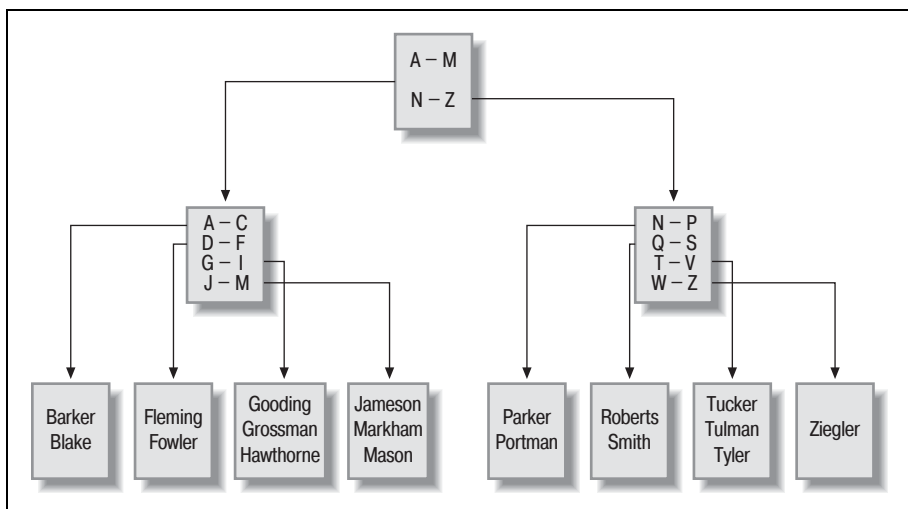 A – M
N – Z
A – C
D – F
G – I
J – M
N – P
Q – S
T – V
W – Z
Barker
Blake
Fleming
Fowler
Gooding
Grossman
Hawthorne
Jameson
Markham
Mason
Parker
Portman
Roberts
Smith
Tucker
Tulman
Tyler
Ziegler